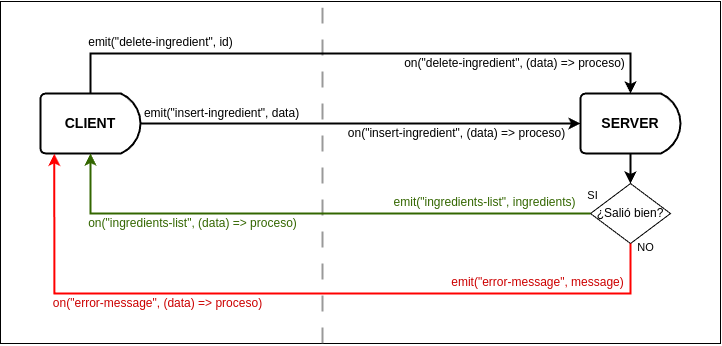 emit("delete-ingredient", id)
on("delete-ingredient", (data) => proceso)
CLIENT
emit("insert-ingredient", data)
on("insert-ingredient", (data) => proceso)
SERVER
SI
¿Salió bien?
NO
emit("ingredients-list", ingredients)
on("ingredients-list", (data) => proceso)
emit("error-message", message)
on("error-message", (data) => proceso)